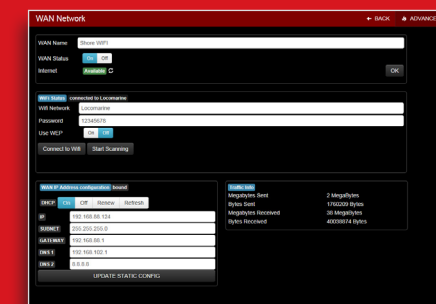 WAN Network
BACK ADVANCE
WAN Name Shore WIFI
WAN Status On Off
Internet Available
OK
WIFI Status connected to Locomarine
Wifi Network Locomarine
Password 12345678
Use WEP On Off
Connect to Wifi Start Scanning
WAN IP Address configuration bound
DHCP On Off Renew Refresh
IP 192.168.88.124
SUBNET 255.255.255.0
GATEWAY 192.168.88.1
DNS 1 192.168.102.1
DNS 2 8.8.8.8
UPDATE STATIC CONFIG
Traffic Info
Megabytes Sent 2 MegaBytes
Bytes Sent 1760209 Bytes
Megabytes Received 38 MegaBytes
Bytes Received 40038874 Bytes